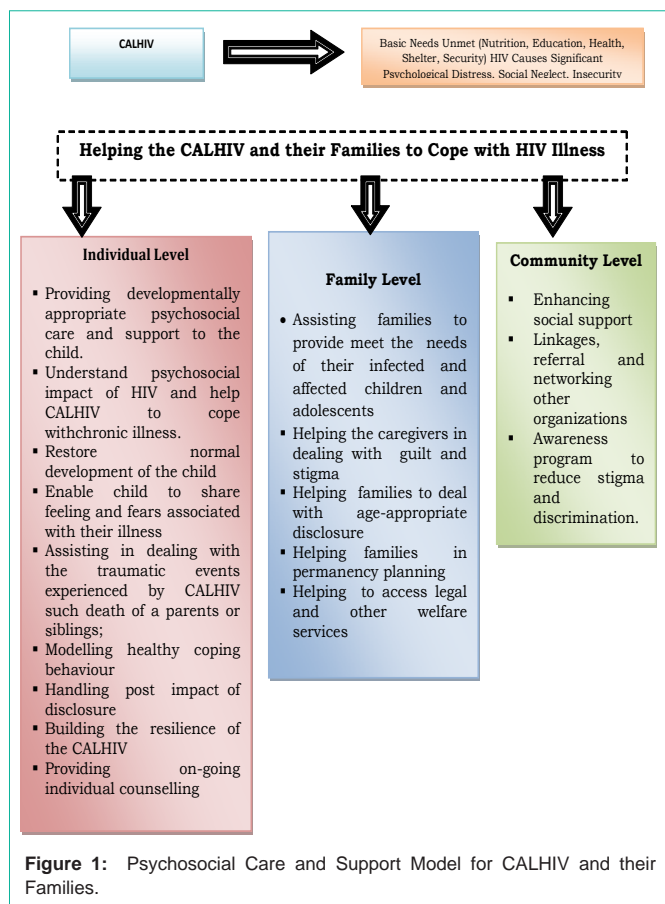 CALHIV
Basic Needs Unmet (Nutrition, Education, Health,
Shelter, Security) HIV Causes Significant
Psychological Distress. Social Neglect. Insecurity
Helping the CALHIV and their Families to Cope with HIV Illness
Individual Level
▪ Providing developmentally
appropriate psychosocial
care and support to the
child.
▪ Understand psychosocial
impact of HIV and help
CALHIV to cope
withchronic illness.
▪ Restore normal
development of the child
▪ Enable child to share
feeling and fears associated
with their illness
▪ Assisting in dealing with
the traumatic events
experienced by CALHIV
such death of a parents or
siblings;
▪ Modelling healthy coping
behaviour
▪ Handling post impact of
disclosure
▪ Building the resilience of
the CALHIV
▪ Providing on-going
individual counselling
Family Level
• Assisting families to
provide meet the needs
of their infected and
affected children and
adolescents
▪ Helping the caregivers in
dealing with guilt and
stigma
▪ Helping families to deal
with age-appropriate
disclosure
▪ Helping families in
permanency planning
▪ Helping to access legal
and other welfare
services
Community Level
▪ Enhancing
social support
▪ Linkages,
referral and
networking
other
organizations
▪ Awareness
program to
reduce stigma
and
discrimination.
Figure 1: Psychosocial Care and Support Model for CALHIV and their
Families.